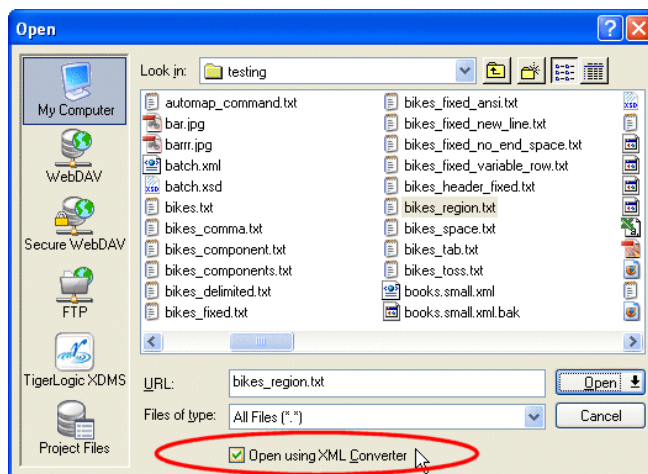 Open
Look in: testing
My Computer
WebDAV
Secure WebDAV
FTP
TigerLogic XDMS
Project Files
automap_command.txt
bar.jpg
barrr.jpg
batch.xml
batch.xsd
bikes.txt
bikes_comma.txt
bikes_component.txt
bikes_components.txt
bikes_delimited.txt
bikes_fixed.txt
bikes_fixed_ansi.txt
bikes_fixed_new_line.txt
bikes_fixed_no_end_space.txt
bikes_fixed_variable_row.txt
bikes_header_fixed.txt
bikes_region.txt
bikes_space.txt
bikes_tab.txt
bikes_toss.txt
books.small.xml
books.small.xml.bak
URL: bikes_region.txt Open
Files of type: All Files (*.*) Cancel
Open using XML Converter